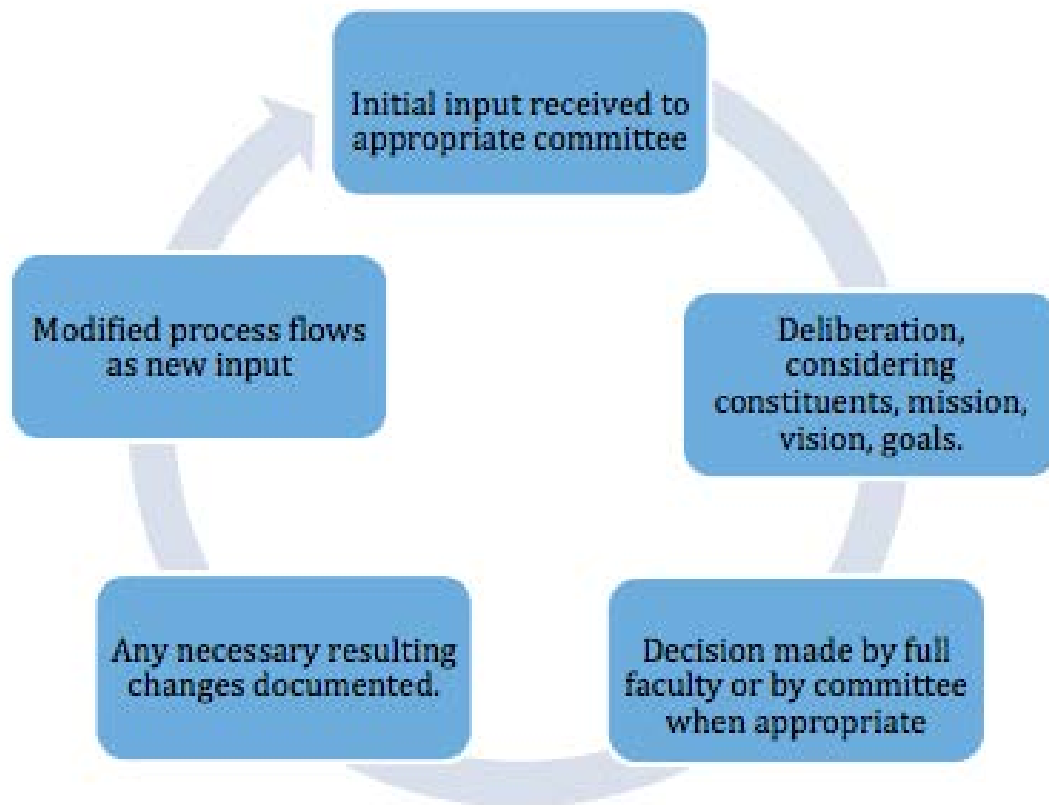 Initial input received to
appropriate committee
Deliberation,
considering
constituents, mission,
vision, goals.
Decision made by full
faculty or by committee
when appropriate
Any necessary resulting
changes documented.
Modified process flows
as new input